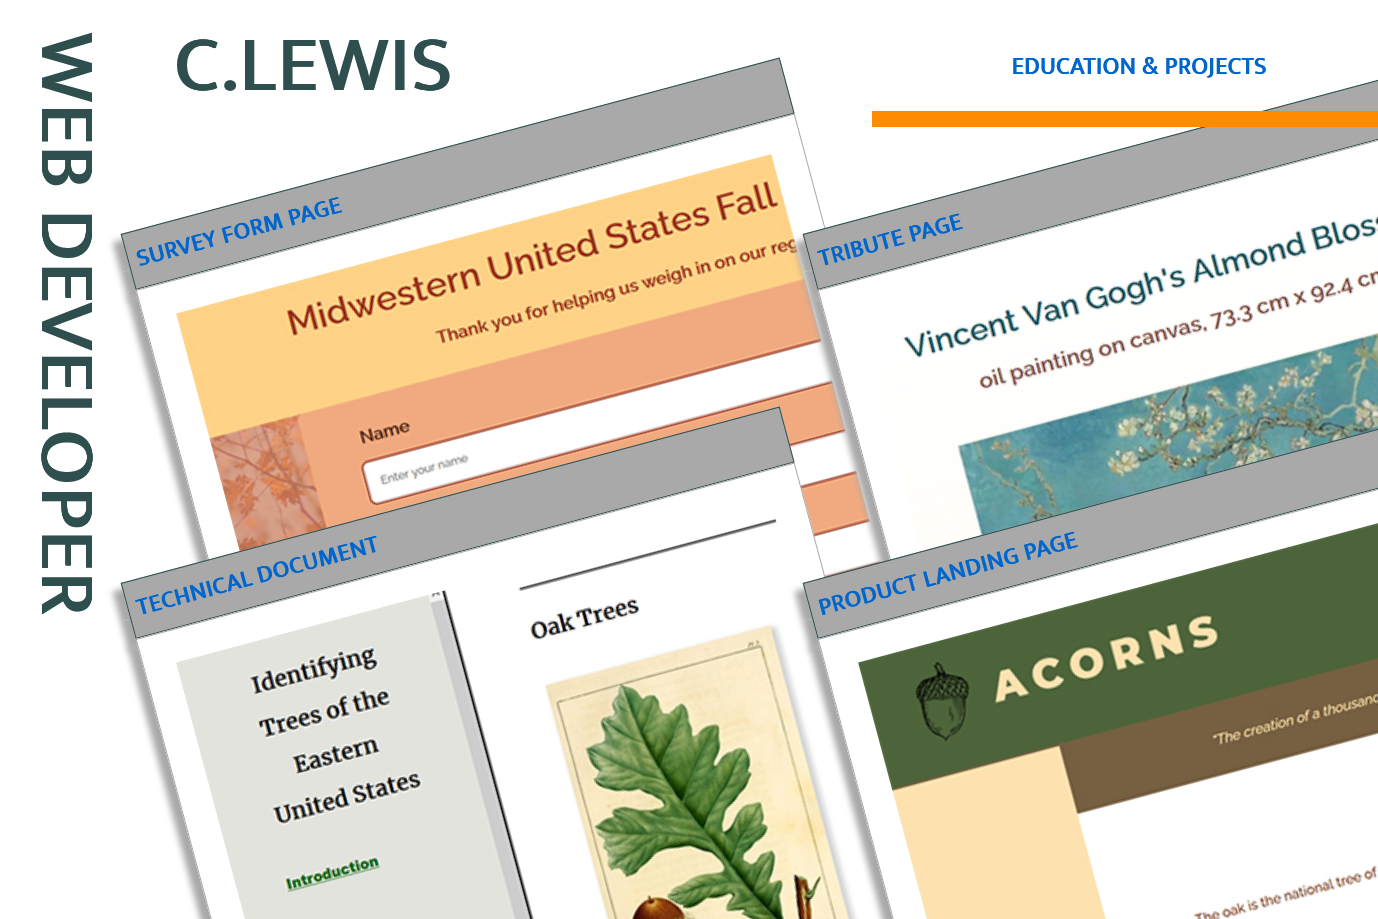 WEB DEVELOPER
C.LEWIS
EDUCATION & PROJECTS
SURVEY FORM PAGE
Midwestern United States Fall
Thank you for helping us weigh in on our reg
Name
Enter your name
TRIBUTE PAGE
Vincent Van Gogh's Almond Blos
oil painting on canvas, 73.3 cm x 92.4 cm
TECHNICAL DOCUMENT
Identifying
Trees of the
Eastern
United States
Introduction
Oak Trees
PRODUCT LANDING PAGE
ACORNS
"The creation of a thousand
The oak is the national tree of